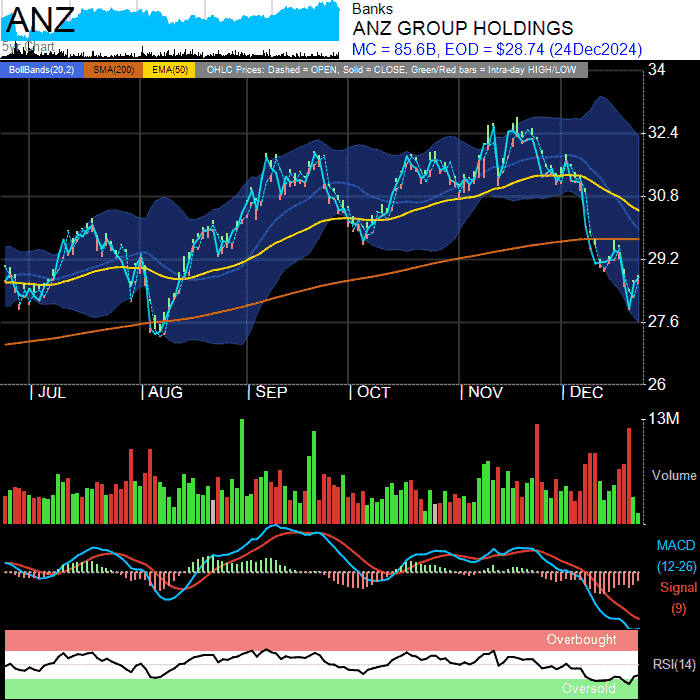 ANZ
5yr Chart
Banks
ANZ GROUP HOLDINGS
MC = 85.6B, EOD = $28.74 (24Dec2024)
BollBands(20,2) SMA(200) EMA(50) OHLC Prices: Dashed = OPEN, Solid = CLOSE, Green/Red bars = Intra-day HIGH/LOW
34
32.4
30.8
29.2
27.6
26
| JUL | AUG | SEP | OCT | NOV | DEC
13M
Volume
MACD
(12-26)
Signal
(9)
Overbought
RSI(14)
Oversold